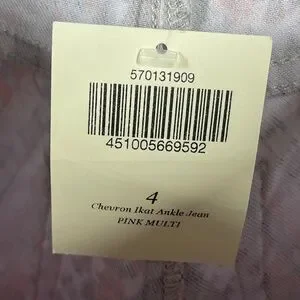 570131909
451005669592
4
Chevron Ikat Ankle Jean
PINK MULTI